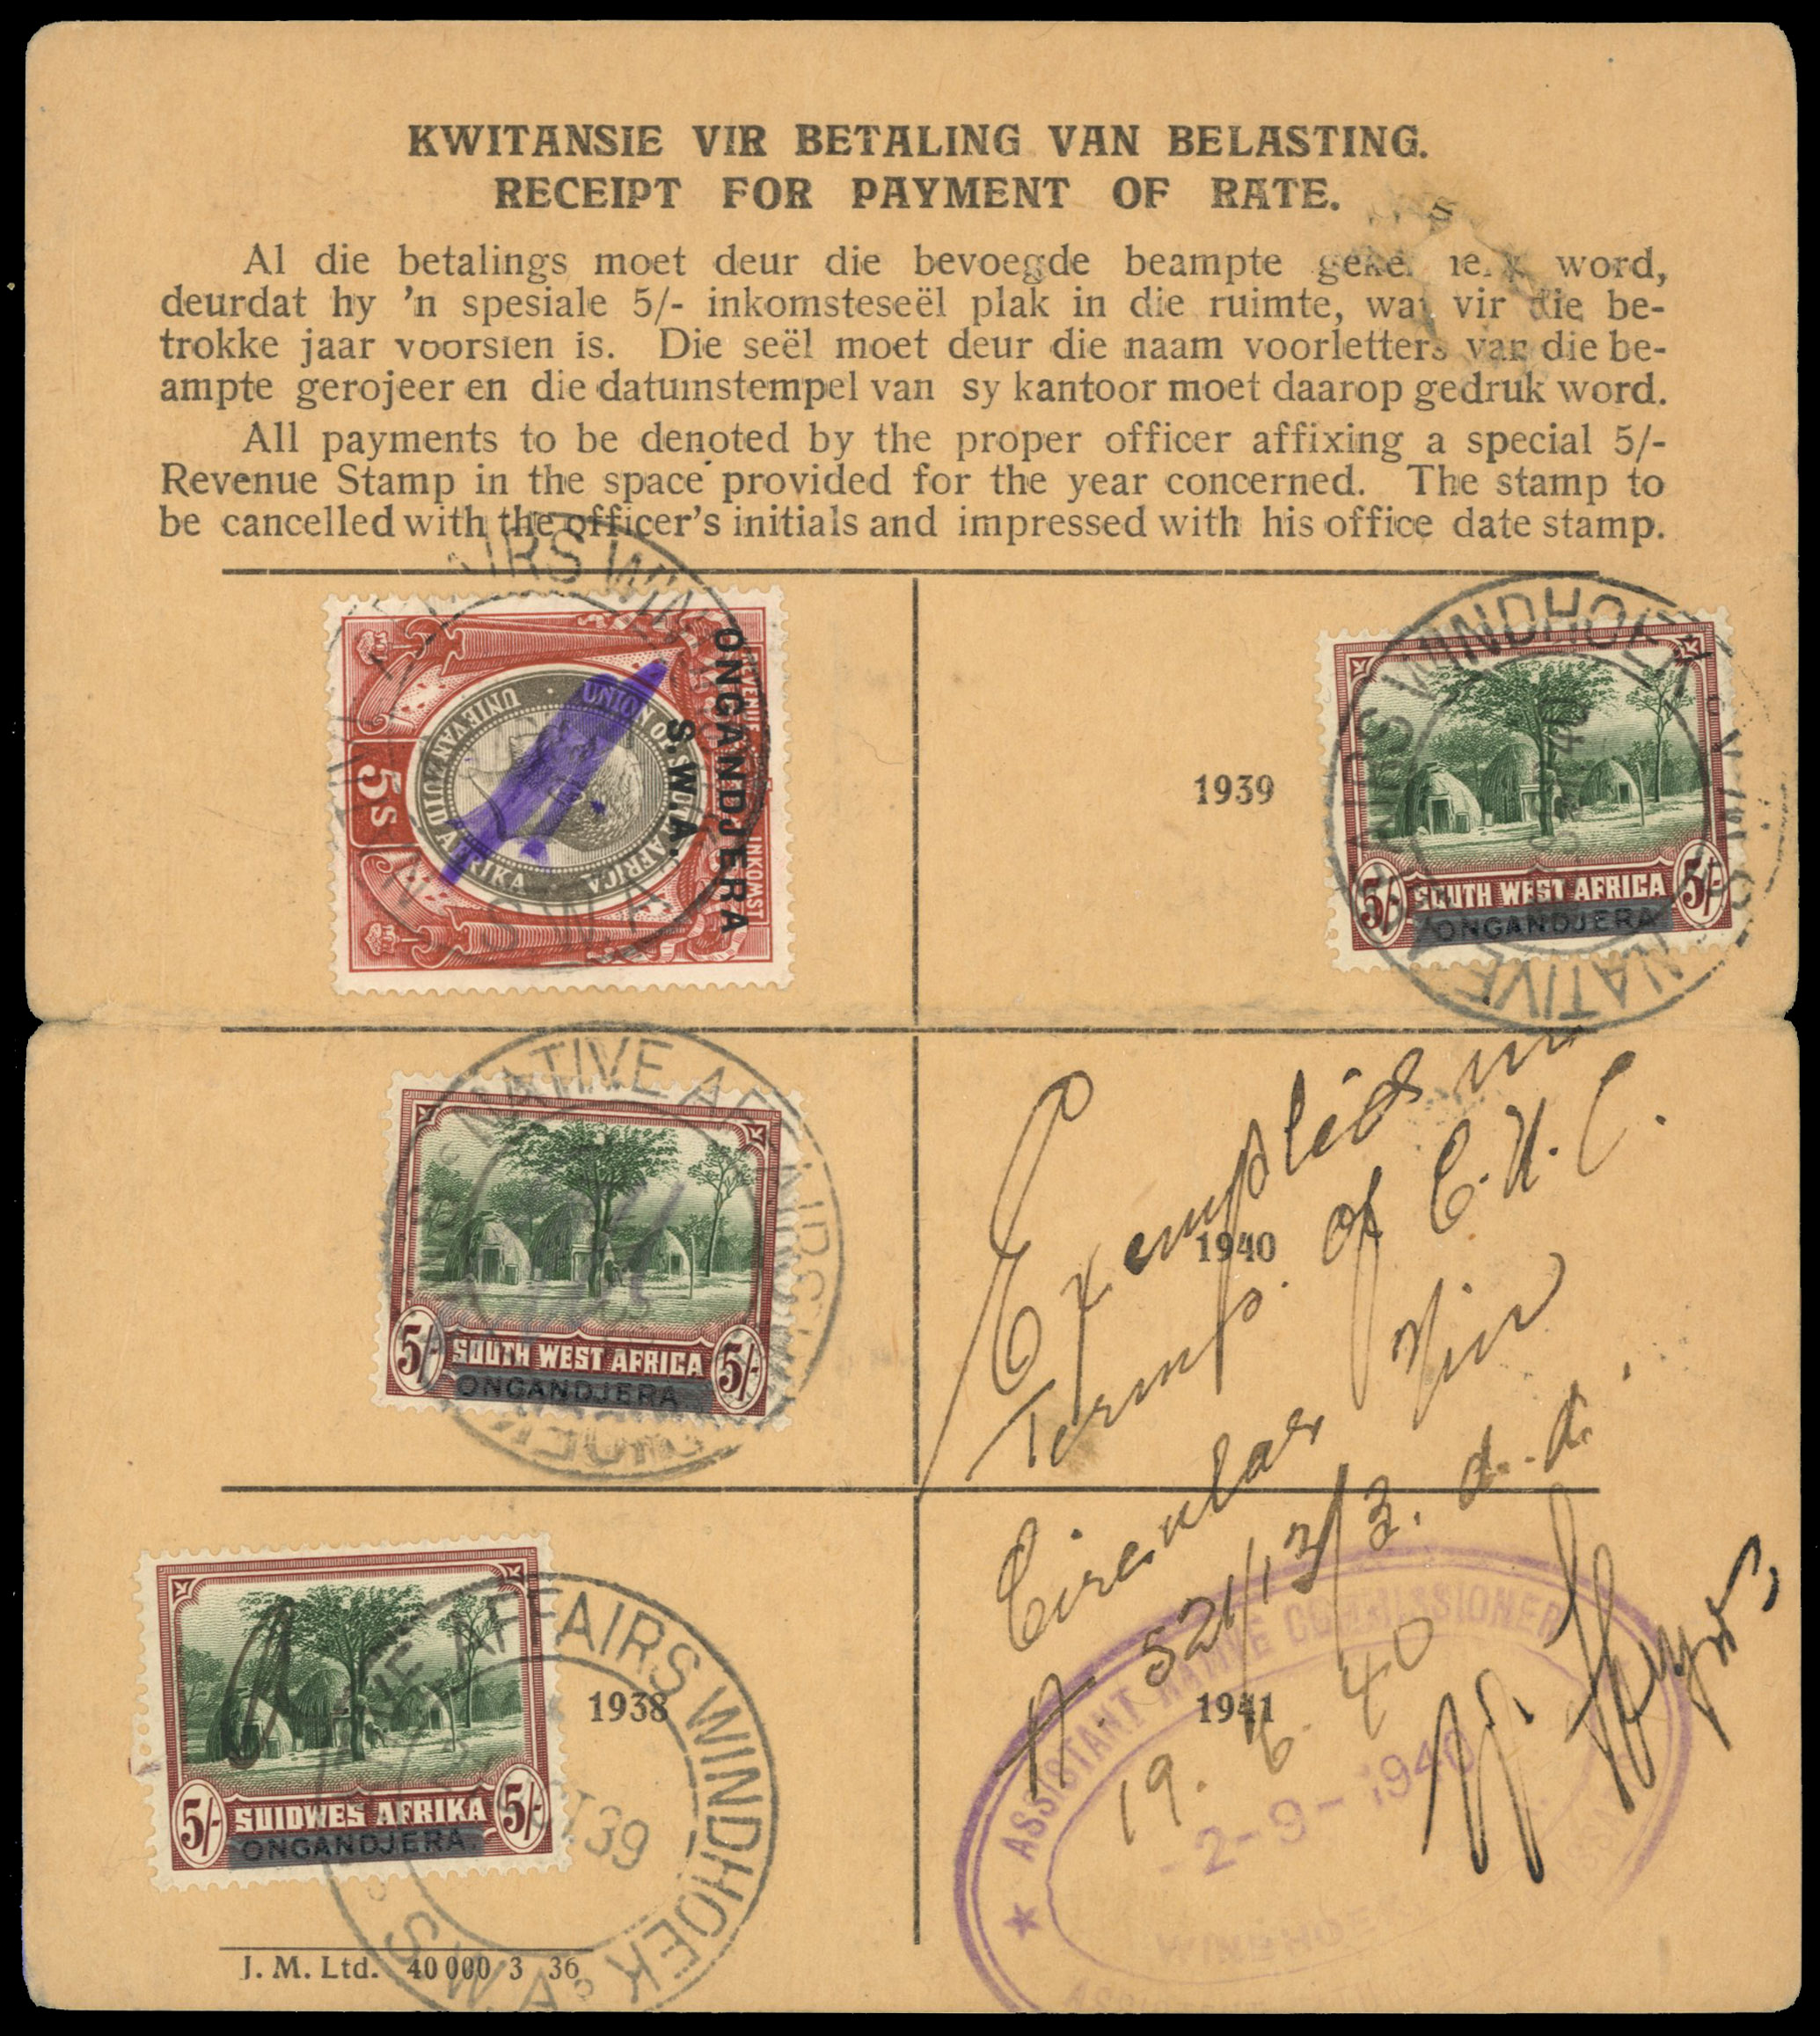 KWITANSIE VIR BETALING VAN BELASTING.
RECEIPT FOR PAYMENT OF RATE.
Al die betalings moet deur die bevoegde beampte word,
deurdat hy 'n spesiale 5/- inkomsteseël plak in die ruimte, wat vir die be-
trokke jaar voorsien is. Die seël moet deur die naam voorletters van die be-
ampte gerojeer en die datumstempel van sy kantoor moet daarop gedruk word.
All payments to be denoted by the proper officer affixing a special 5/-
Revenue Stamp in the space provided for the year concerned. The stamp to
be cancelled with the officer's initials and impressed with his office date stamp.
ONGANDJERA
S.W.A.
REVENUE INKOMST
UNION OF SOUTH AFRICA
UNIE VAN ZUID AFRIKA
5s
1939
NATIVE AFFAIRS WINDHOEK
5/- SOUTH WEST AFRICA 5/-
ONGANDJERA
NATIVE AFFAIRS
5/- SOUTH WEST AFRICA 5/-
ONGANDJERA
1940
Exempted in
Terms of C.N.C.
Circular Min
N. 521/13/3. d.d.
19. 6. 40
1938
AFFAIRS WINDHOEK S.W.A.
OT 39
5/- SUIDWES AFRIKA 5/-
ONGANDJERA.
1941
ASSISTANT NATIVE COMMISSIONER
-2-9-1940
WINDHOEK
J. M. Ltd. 40 000 3 36